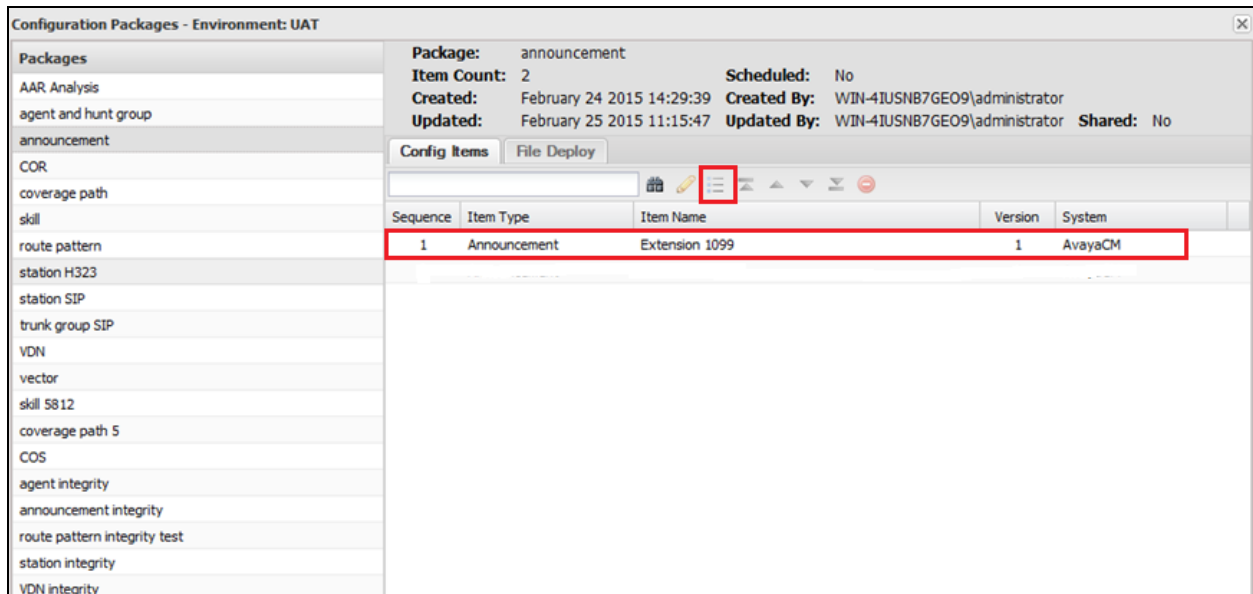 Configuration Packages - Environment: UAT
Packages
AAR Analysis
agent and hunt group
announcement
COR
coverage path
skill
route pattern
station H323
station SIP
trunk group SIP
VDN
vector
skill 5812
coverage path 5
COS
agent integrity
announcement integrity
route pattern integrity test
station integrity
VDN integrity
Package: announcement
Item Count: 2 Scheduled: No
Created: February 24 2015 14:29:39 Created By: WIN-4IUSNB7GEO9\administrator
Updated: February 25 2015 11:15:47 Updated By: WIN-4IUSNB7GEO9\administrator Shared: No
Config Items File Deploy
Sequence Item Type Item Name Version System
1 Announcement Extension 1099 1 AvayaCM